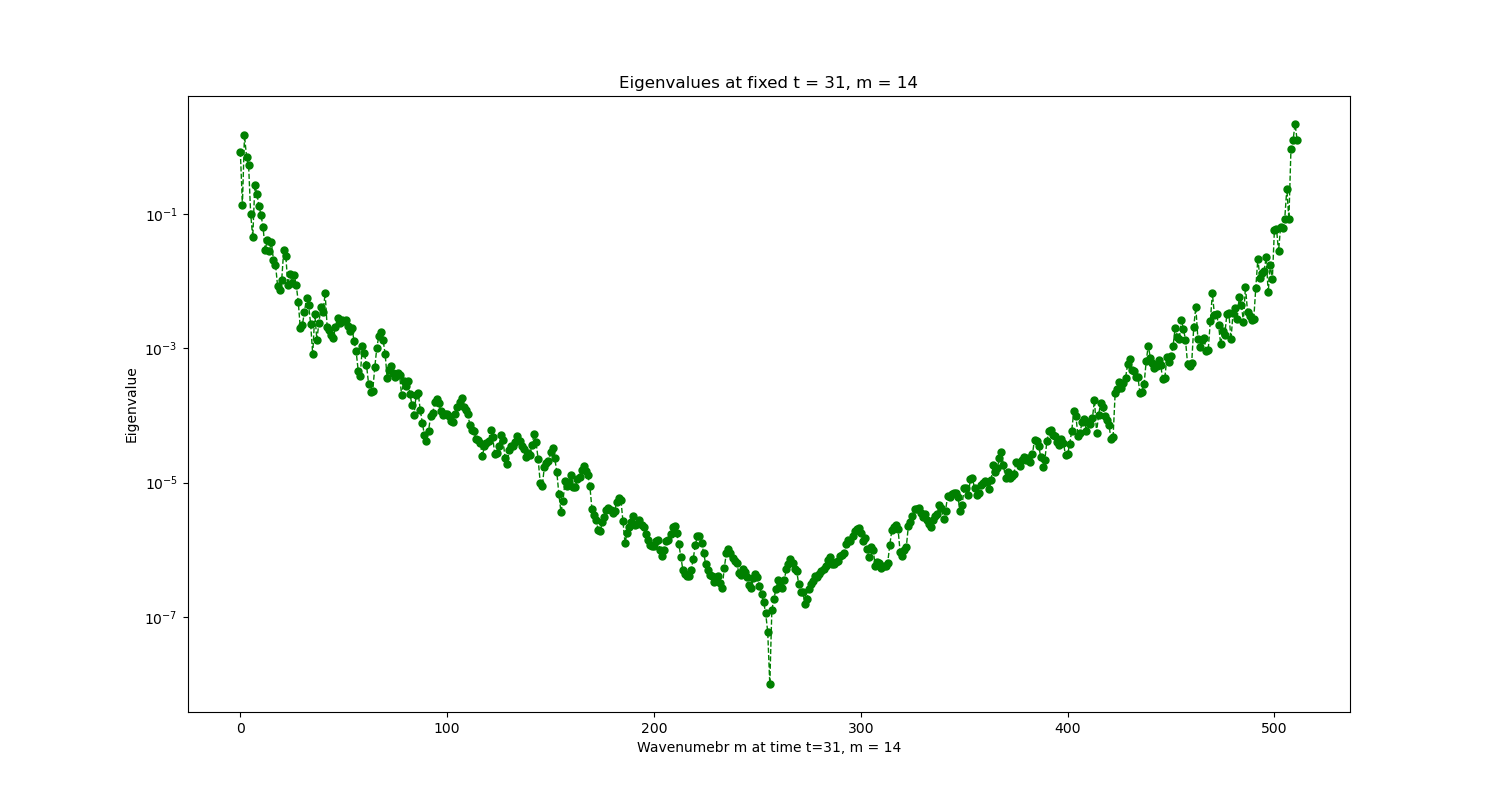 Eigenvalues at fixed t = 31, m = 14
Eigenvalue
10⁻¹
10⁻³
10⁻⁵
10⁻⁷
0 100 200 300 400 500
Wavenumebr m at time t=31, m = 14